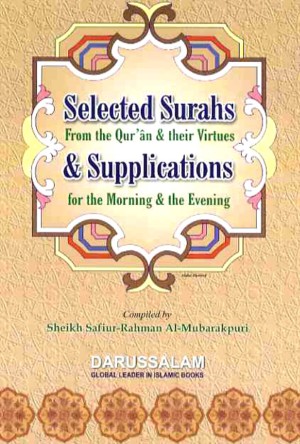 Selected Surahs
From the Qur'ân & their Virtues
& Supplications
for the Morning & the Evening
Compiled by
Sheikh Safiur-Rahman Al-Mubarakpuri
DARUSSALAM
GLOBAL LEADER IN ISLAMIC BOOKS